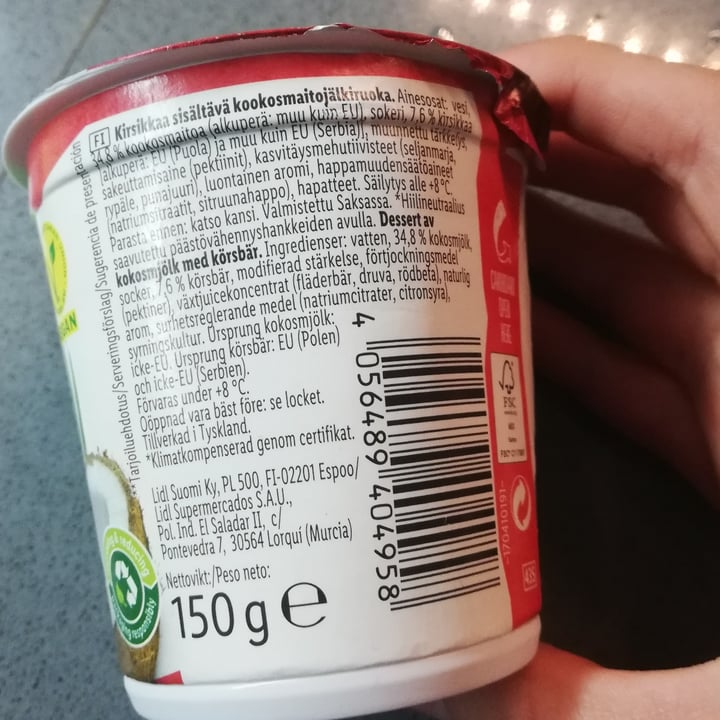 FI Kirsikkaa sisältävä kookosmaitojälkiruoka. Ainesosat: vesi,
34,8 % kookosmaitoa (alkuperä: muu kuin EU), sokeri, 7,6 % kirsikkaa
alkuperä: EU (Puola) ja muu kuin EU (Serbia), muunnettu tärkkelys,
sakeuttamisaine (pektiini), kasvitäysmehutiivisteet (seljanmarja,
rypäle, punajuuri), luontainen aromi, happamuudensäätöaineet
(natriumsitraatit, sitruunahappo), hapatteet. Säilytys alle +8 °C.
Parasta ennen: katso kansi. Valmistettu Saksassa. *Hiilineutraalius
saavutettu päästövähennyshankkeiden avulla. Dessert av
kokosmjölk med körsbär. Ingredienser: vatten, 34,8 % kokosmjölk,
socker, 7,6 % körsbär, modifierad stärkelse, förtjockningsmedel
(pektiner), växtjuicekoncentrat (fläderbär, druva, rödbeta), naturlig
arom, surhetsreglerande medel (natriumcitrater, citronsyra),
syrningskultur. Ursprung kokosmjölk:
icke-EU. Ursprung körsbär: EU (Polen)
och icke-EU (Serbien).
Förvaras under +8 °C.
Oöppnad vara bäst före: se locket.
Tillverkad i Tyskland.
*Klimatkompenserad genom certifikat.
Lidl Suomi Ky, PL 500, FI-02201 Espoo/
Lidl Supermercados S.A.U.,
Pol. Ind. El Saladar II, c/
Pontevedra 7, 30564 Lorquí (Murcia)
Nettovikt:/Peso neto:
150 g e
Tarjoiluehdotus/Serveringsförslag/Sugerencia de presentación
4 056489 404958
FSC
-170410191-
& reducing
responsibly